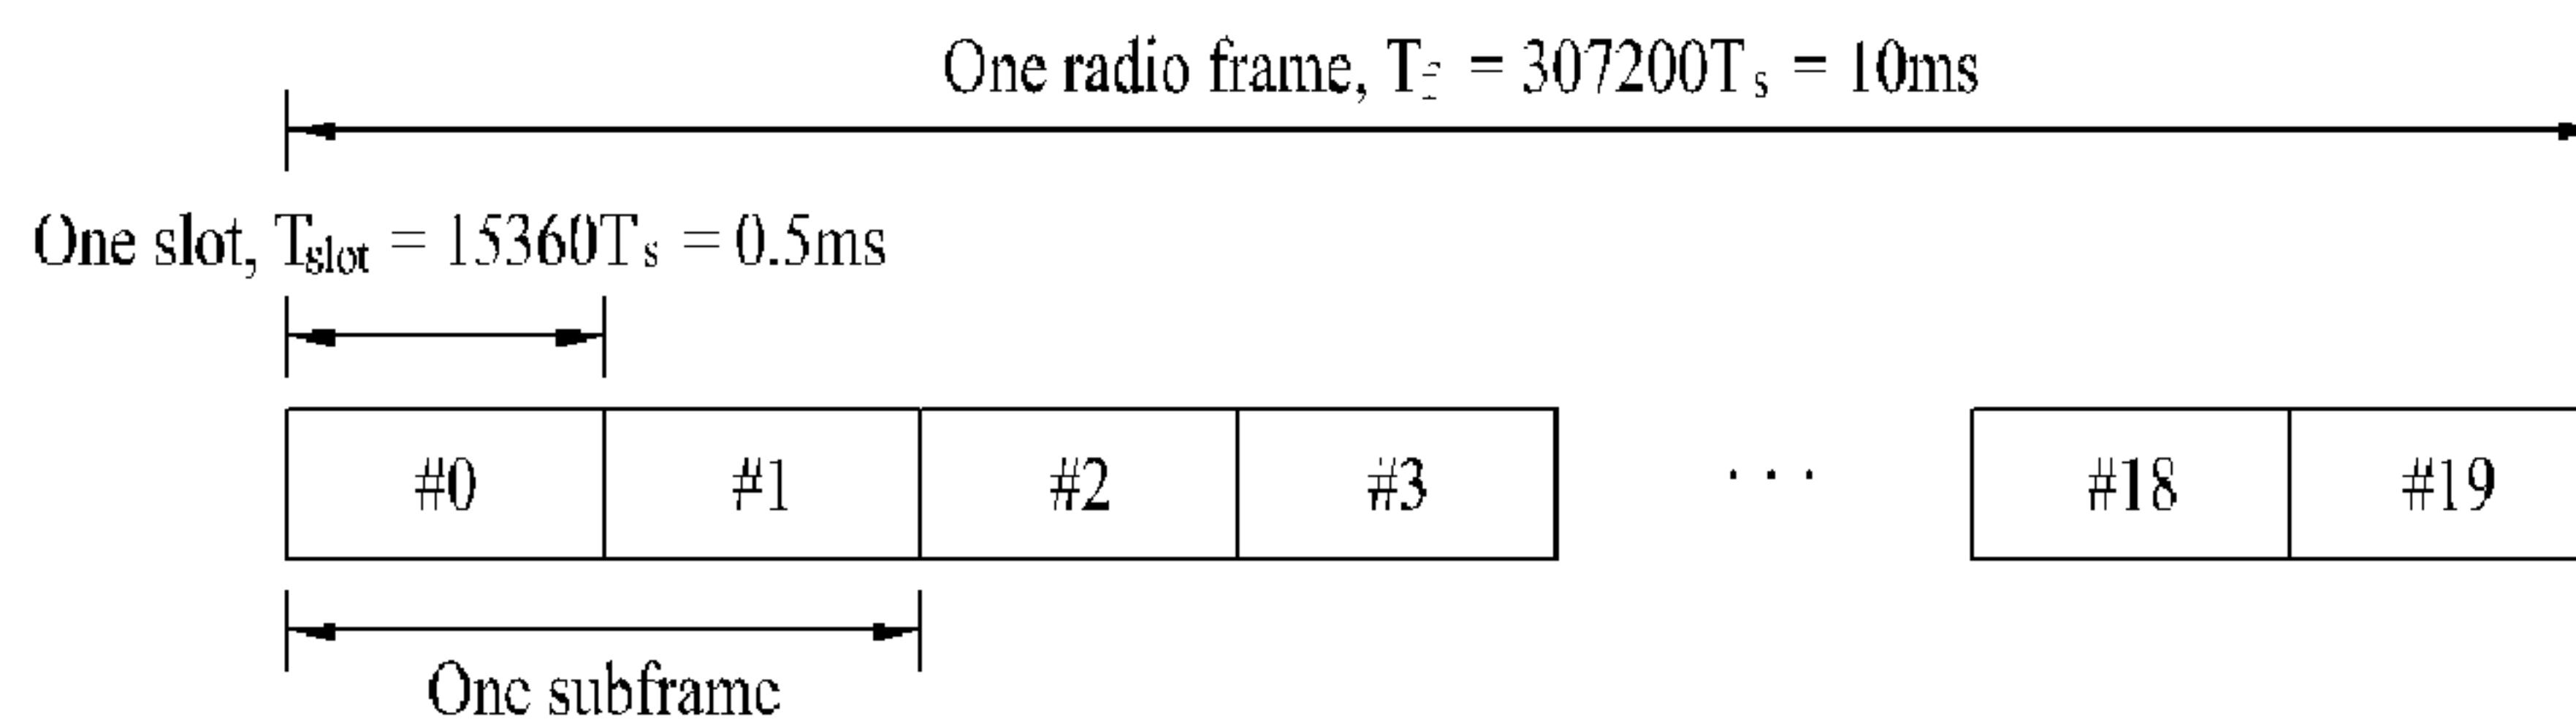 One radio frame, Tf = 307200Ts = 10ms
One slot, Tslot = 15360Ts = 0.5ms
#0 #1 #2 #3 · · · #18 #19
One subframe